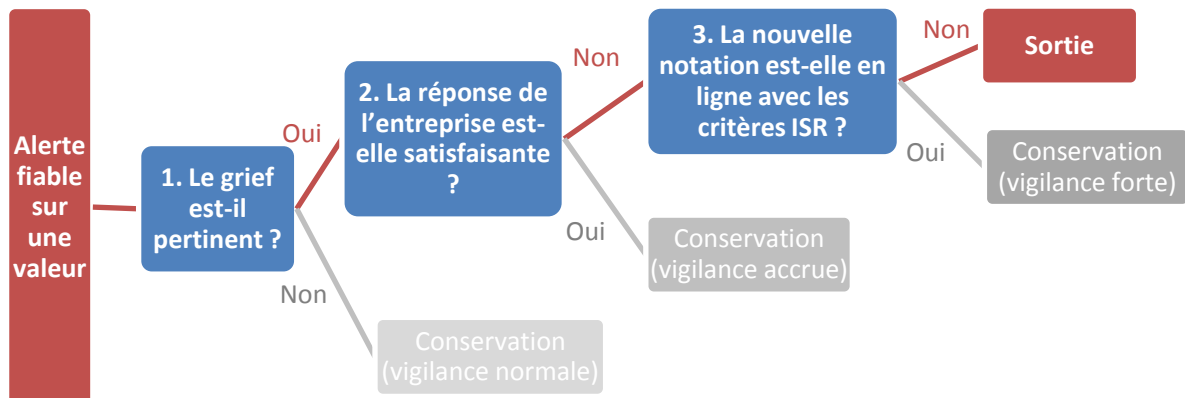 Alerte
fiable
sur
une
valeur
1. Le grief
est-il
pertinent ?
Oui
Non
Conservation
(vigilance normale)
2. La réponse de
l’entreprise est-
elle satisfaisante
?
Non
Oui
Conservation
(vigilance accrue)
3. La nouvelle
notation est-elle en
ligne avec les
critères ISR ?
Non
Oui
Sortie
Conservation
(vigilance forte)